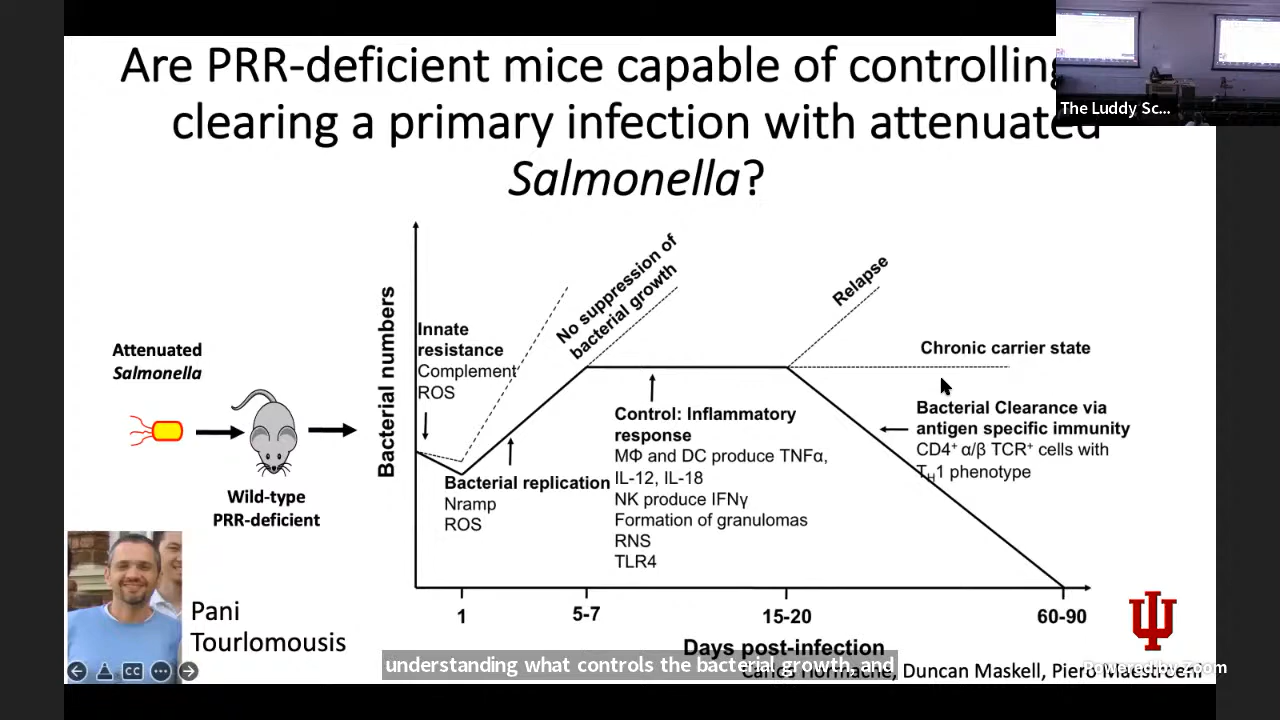 Are PRR-deficient mice capable of controlling
clearing a primary infection with attenuated
Salmonella?
The Luddy Sc...
Attenuated
Salmonella
Wild-type
PRR-deficient
Pani
Tourlomousis
Bacterial numbers
Innate
resistance
Complement
ROS
Bacterial replication
Nramp
ROS
No suppression of
bacterial growth
Control: Inflammatory
response
MΦ and DC produce TNFα,
IL-12, IL-18
NK produce IFNγ
Formation of granulomas
RNS
TLR4
Relapse
Chronic carrier state
Bacterial Clearance via
antigen specific immunity
CD4⁺ α/β TCR⁺ cells with
TH1 phenotype
1
5-7
15-20
60-90
Days post-infection
understanding what controls the bacterial growth, and
Carlos Hormaeche, Duncan Maskell, Piero Maestroeni
Powered by Zoom
CC